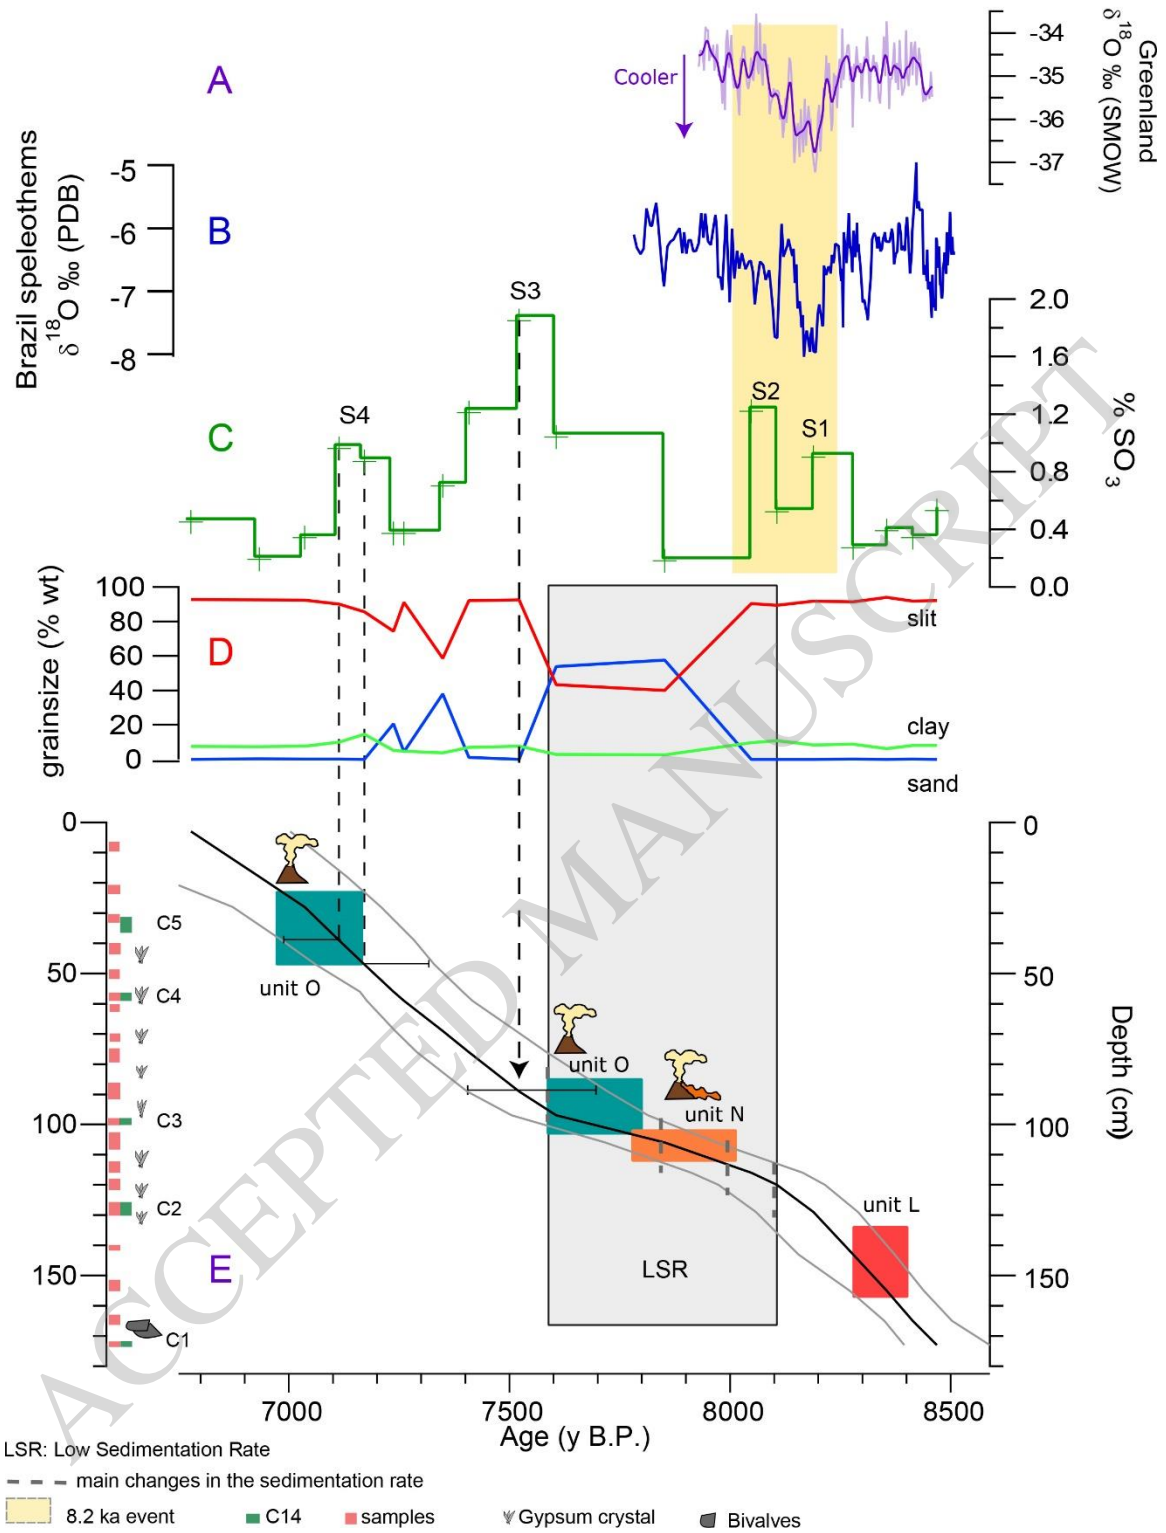 A
Cooler
-34
-35
-36
-37
δ18O ‰ (SMOW)
Greenland
B
-5
-6
-7
-8
Brazil speleothems
δ18O ‰ (PDB)
S3
2.0
1.6
1.2
0.8
0.4
0.0
% SO3
C
S4
S2
S1
100
80
60
40
20
0
grainsize (% wt)
D
slit
clay
sand
0
50
100
150
C5
C4
C3
C2
C1
unit O
unit O
unit N
unit L
LSR
E
0
50
100
150
Depth (cm)
7000
7500
8000
8500
Age (y B.P.)
ACCEPTED MANUSCRIPT
LSR: Low Sedimentation Rate
main changes in the sedimentation rate
8.2 ka event
C14
samples
Gypsum crystal
Bivalves